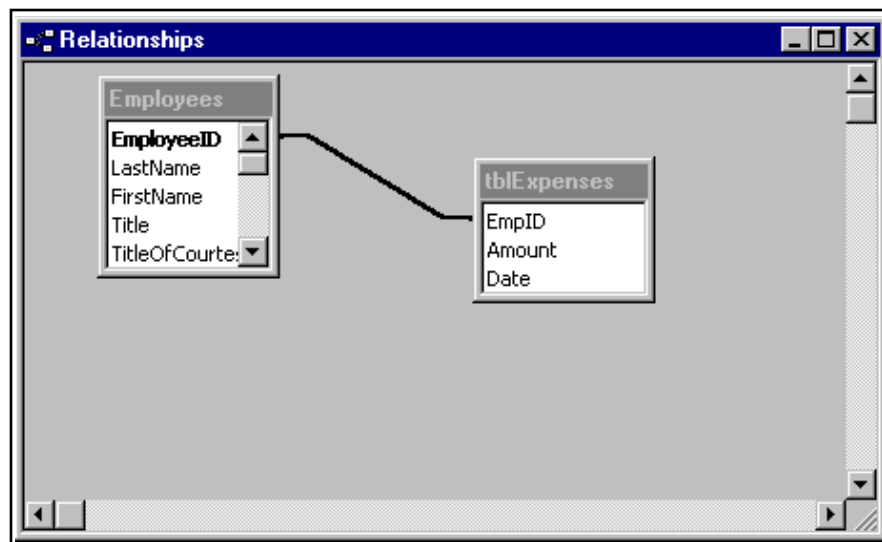 Relationships
Employees
EmployeeID
LastName
FirstName
Title
TitleOfCourte
tblExpenses
EmpID
Amount
Date